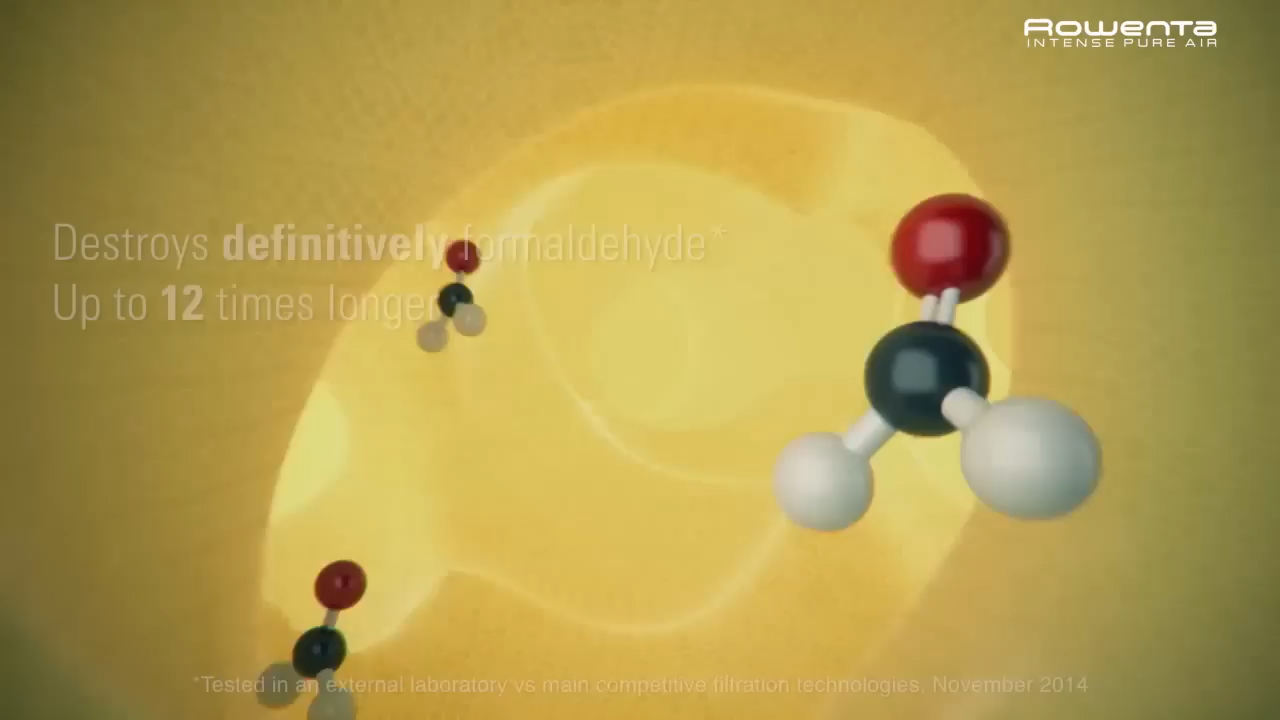 Rowenta
INTENSE PURE AIR
Destroys definitively formaldehyde*
Up to 12 times longer
*Tested in an external laboratory vs main competitive filtration technologies, November 2014